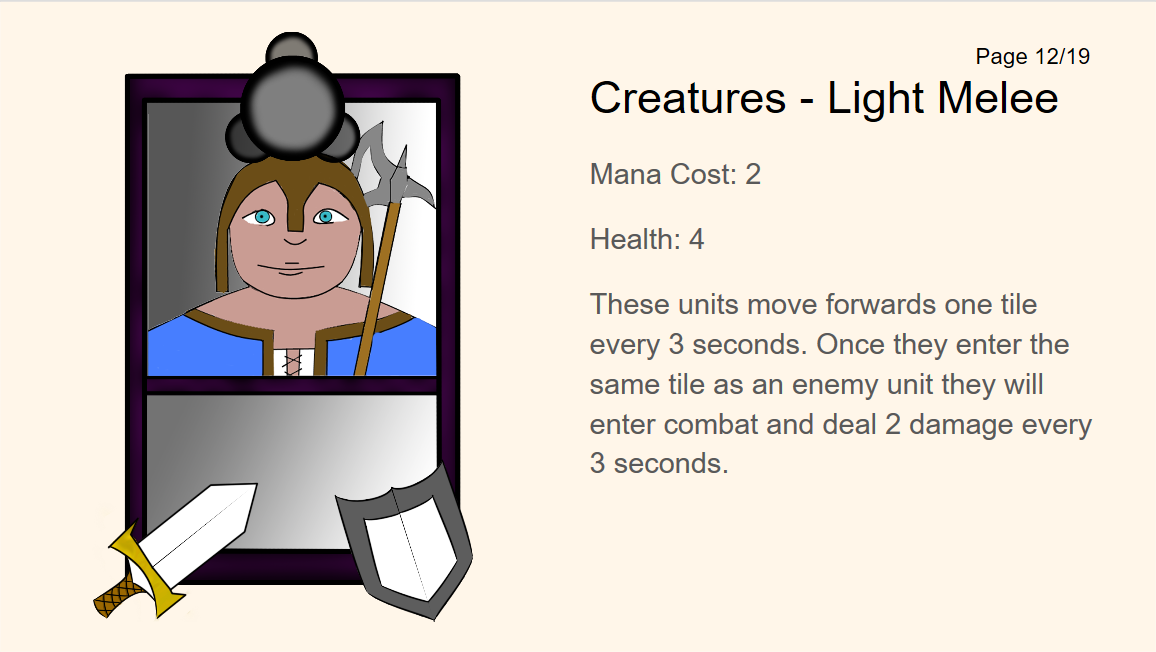 Page 12/19
Creatures - Light Melee
Mana Cost: 2
Health: 4
These units move forwards one tile
every 3 seconds. Once they enter the
same tile as an enemy unit they will
enter combat and deal 2 damage every
3 seconds.